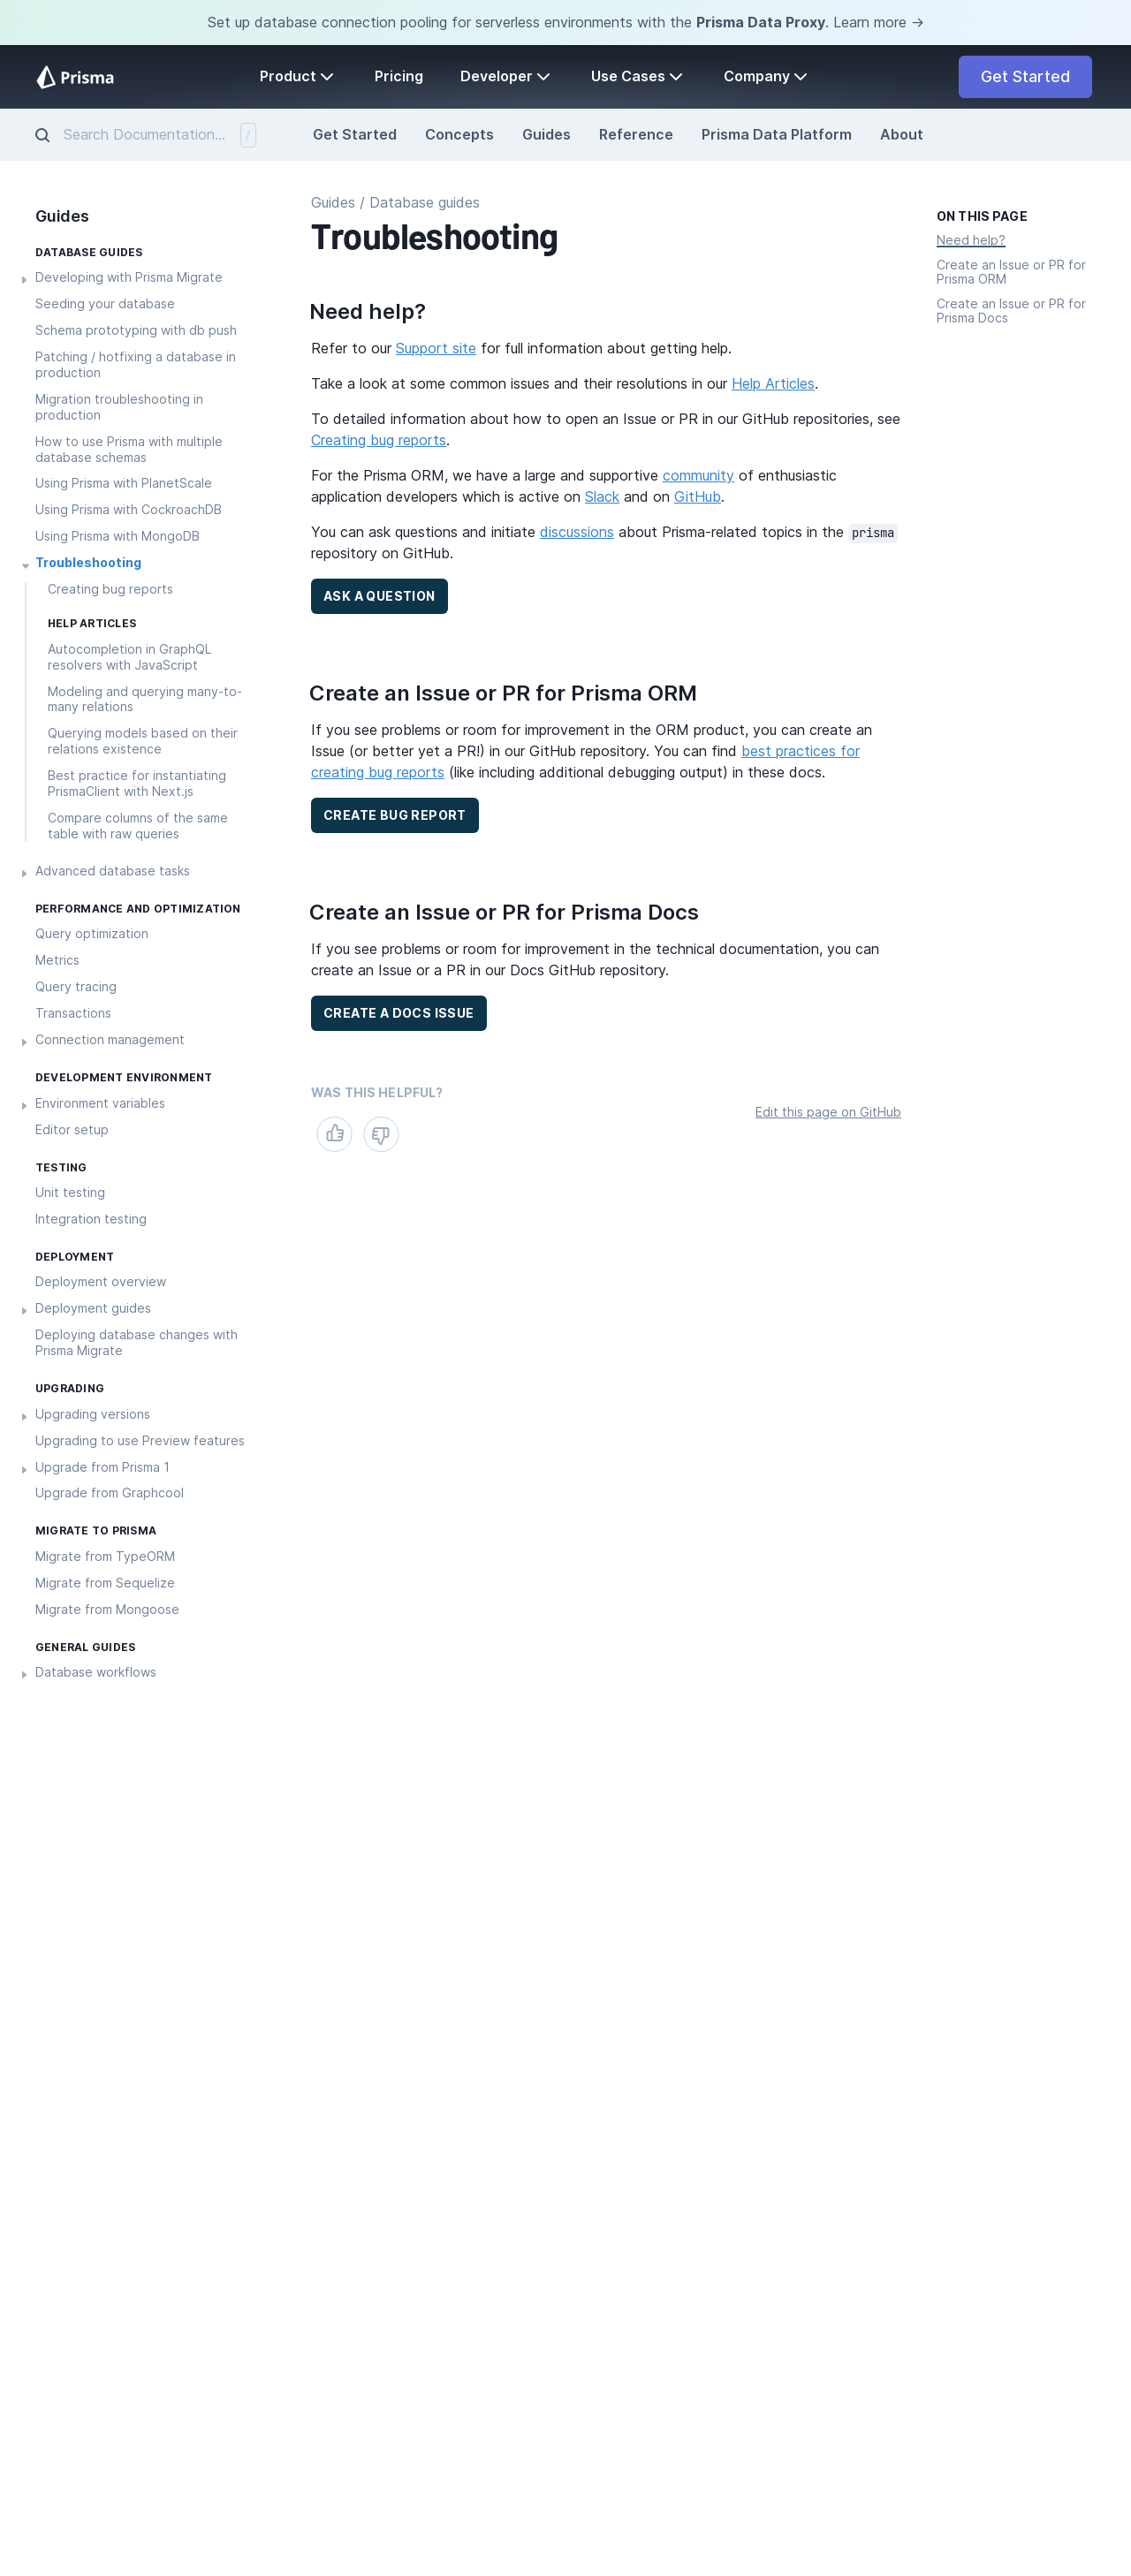 Set up database connection pooling for serverless environments with the Prisma Data Proxy. Learn more →
Prisma
Product
Pricing
Developer
Use Cases
Company
Get Started
Search Documentation...
/
Get Started
Concepts
Guides
Reference
Prisma Data Platform
About
Guides
DATABASE GUIDES
Developing with Prisma Migrate
Seeding your database
Schema prototyping with db push
Patching / hotfixing a database in
production
Migration troubleshooting in
production
How to use Prisma with multiple
database schemas
Using Prisma with PlanetScale
Using Prisma with CockroachDB
Using Prisma with MongoDB
Troubleshooting
Creating bug reports
HELP ARTICLES
Autocompletion in GraphQL
resolvers with JavaScript
Modeling and querying many-to-
many relations
Querying models based on their
relations existence
Best practice for instantiating
PrismaClient with Next.js
Compare columns of the same
table with raw queries
Advanced database tasks
PERFORMANCE AND OPTIMIZATION
Query optimization
Metrics
Query tracing
Transactions
Connection management
DEVELOPMENT ENVIRONMENT
Environment variables
Editor setup
TESTING
Unit testing
Integration testing
DEPLOYMENT
Deployment overview
Deployment guides
Deploying database changes with
Prisma Migrate
UPGRADING
Upgrading versions
Upgrading to use Preview features
Upgrade from Prisma 1
Upgrade from Graphcool
MIGRATE TO PRISMA
Migrate from TypeORM
Migrate from Sequelize
Migrate from Mongoose
GENERAL GUIDES
Database workflows
Guides / Database guides
Troubleshooting
Need help?
Refer to our Support site for full information about getting help.
Take a look at some common issues and their resolutions in our Help Articles.
To detailed information about how to open an Issue or PR in our GitHub repositories, see
Creating bug reports.
For the Prisma ORM, we have a large and supportive community of enthusiastic
application developers which is active on Slack and on GitHub.
You can ask questions and initiate discussions about Prisma-related topics in the prisma
repository on GitHub.
ASK A QUESTION
Create an Issue or PR for Prisma ORM
If you see problems or room for improvement in the ORM product, you can create an
Issue (or better yet a PR!) in our GitHub repository. You can find best practices for
creating bug reports (like including additional debugging output) in these docs.
CREATE BUG REPORT
Create an Issue or PR for Prisma Docs
If you see problems or room for improvement in the technical documentation, you can
create an Issue or a PR in our Docs GitHub repository.
CREATE A DOCS ISSUE
WAS THIS HELPFUL?
Edit this page on GitHub
ON THIS PAGE
Need help?
Create an Issue or PR for
Prisma ORM
Create an Issue or PR for
Prisma Docs